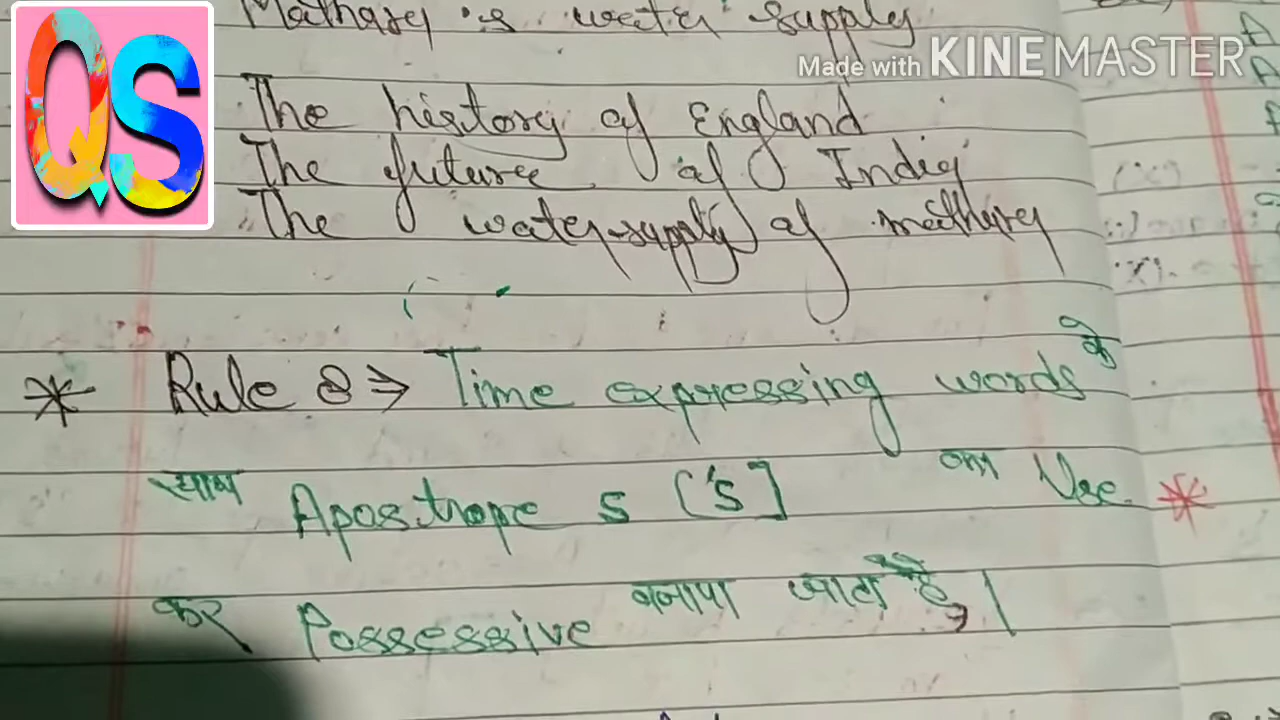 Mathary's water supply
QS
Made with KINEMASTER
The history of England
The future of India
The water-supply of mathary
* Rule 8 ⇒ Time expressing words के
साथ Apostrope s ['s] का Use
कर Possessive बनाया जाता है।